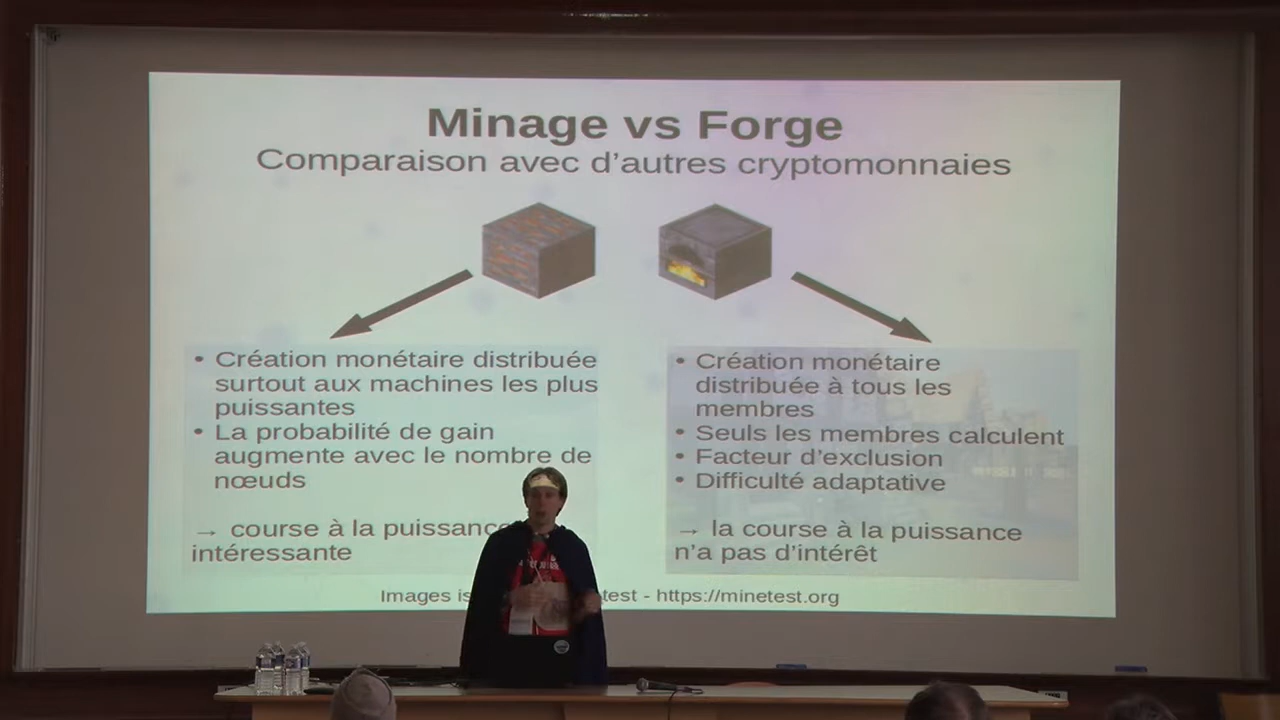 Minage vs Forge
Comparaison avec d'autres cryptomonnaies
• Création monétaire distribuée
surtout aux machines les plus
puissantes
• La probabilité de gain
augmente avec le nombre de
nœuds
→ course à la puissance
intéressante
• Création monétaire
distribuée à tous les
membres
• Seuls les membres calculent
• Facteur d'exclusion
• Difficulté adaptative
→ la course à la puissance
n'a pas d'intérêt
Images test - https://minetest.org